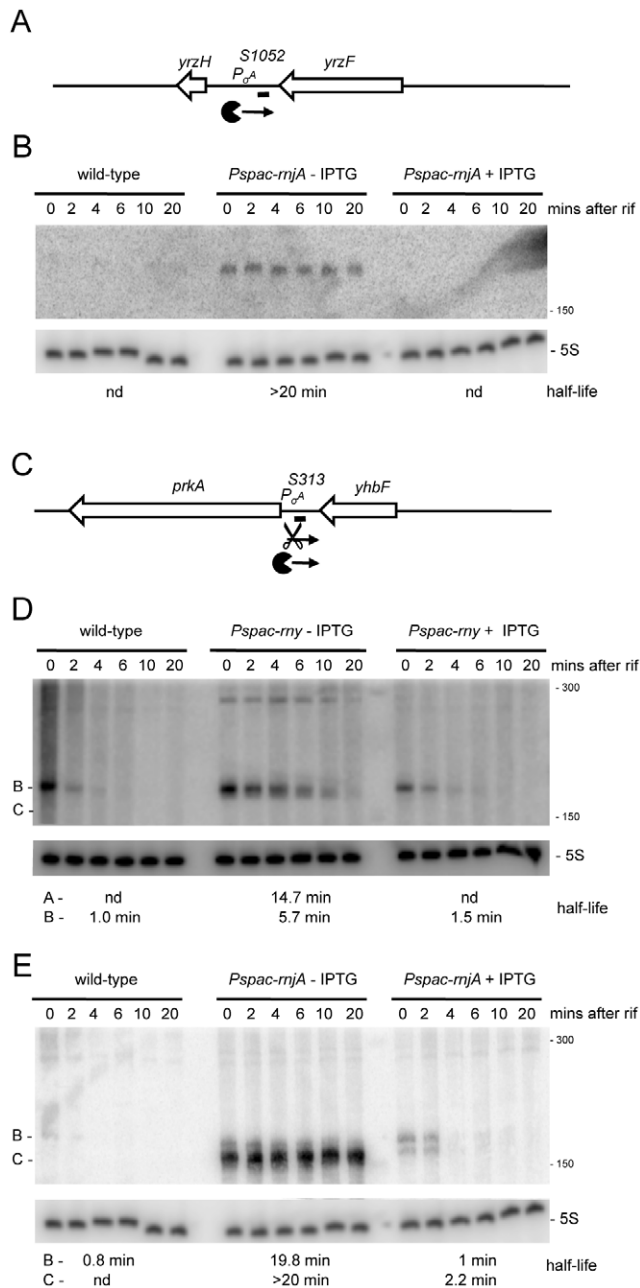 A
yrzH S1052 yrzF
PσA
B
wild-type Pspac-rnjA - IPTG Pspac-rnjA + IPTG
0 2 4 6 10 20 0 2 4 6 10 20 0 2 4 6 10 20 mins after rif
- 150
- 5S
nd >20 min nd half-life
C
prkA S313 yhbF
PσA
D
wild-type Pspac-rny - IPTG Pspac-rny + IPTG
0 2 4 6 10 20 0 2 4 6 10 20 0 2 4 6 10 20 mins after rif
- 300
B -
C -
150
- 5S
A - nd 14.7 min nd
half-life
B - 1.0 min 5.7 min 1.5 min
E
wild-type Pspac-rnjA - IPTG Pspac-rnjA + IPTG
0 2 4 6 10 20 0 2 4 6 10 20 0 2 4 6 10 20 mins after rif
- 300
B -
C -
- 150
- 5S
B - 0.8 min 19.8 min 1 min
half-life
C - nd >20 min 2.2 min